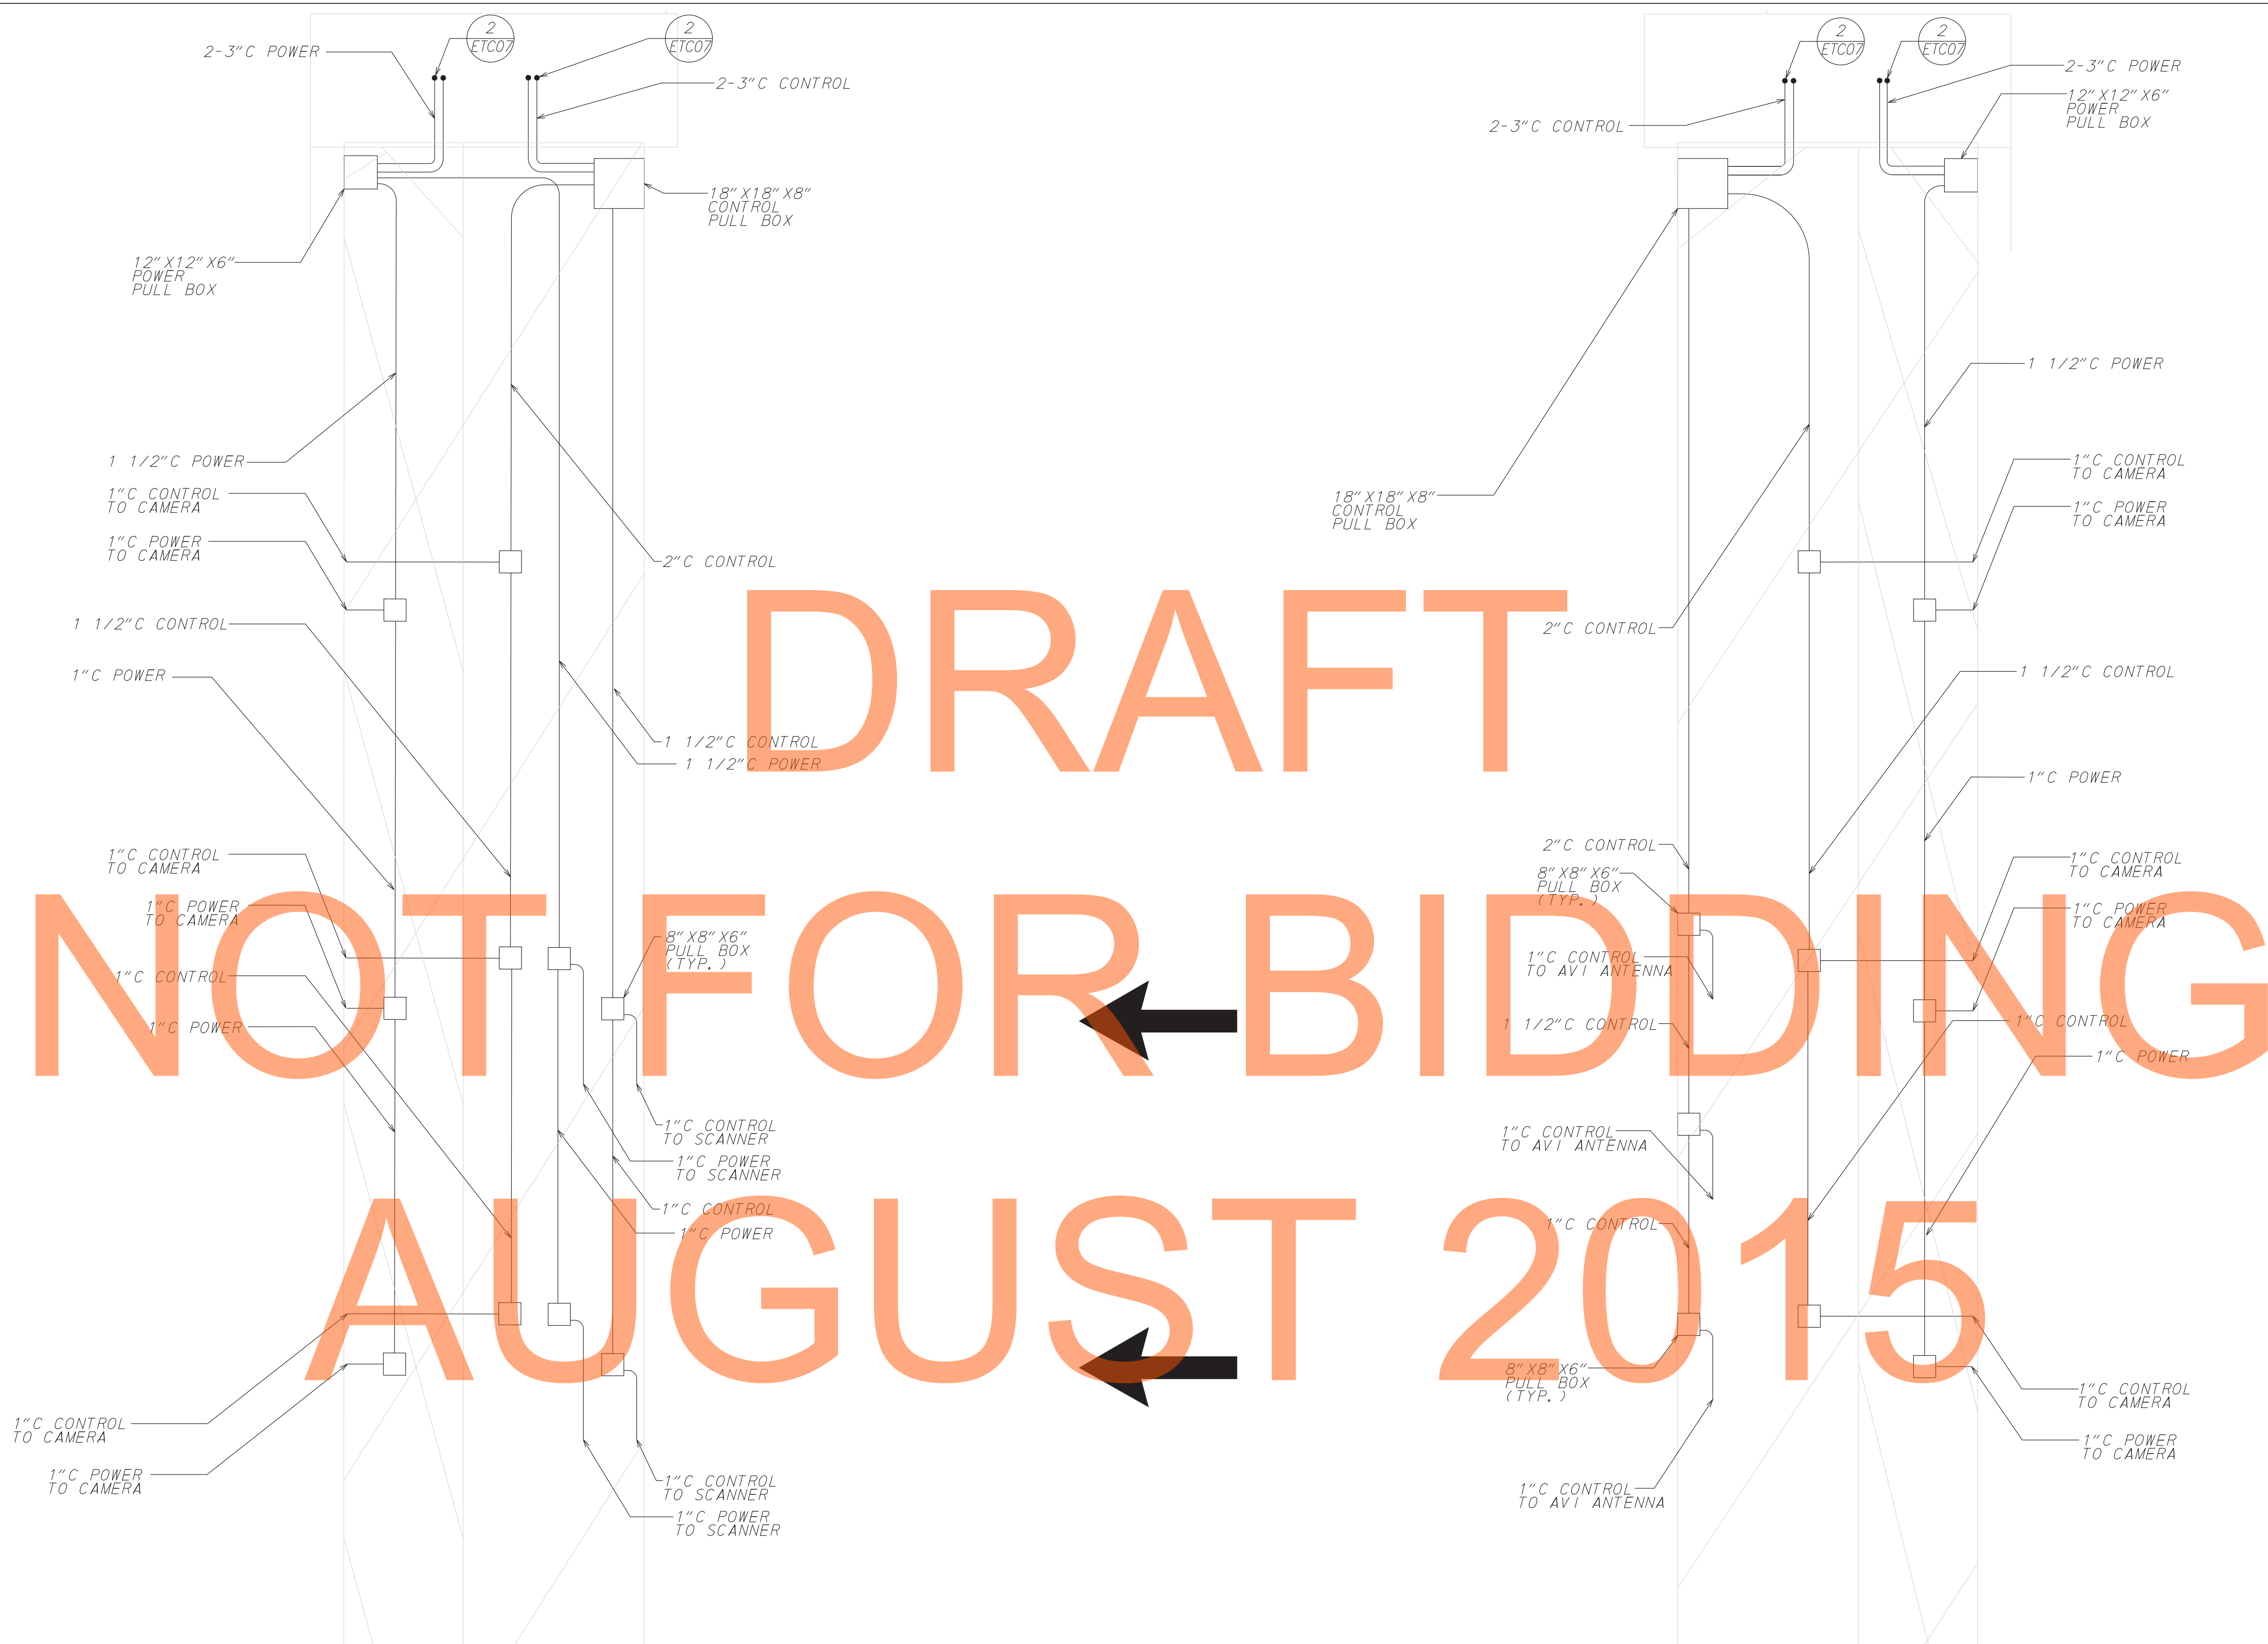 2
ETC07
2
ETC07
2-3"C POWER
2-3"C CONTROL
18"X18"X8"
CONTROL
PULL BOX
12"X12"X6"
POWER
PULL BOX
1 1/2"C POWER
1"C CONTROL
TO CAMERA
1"C POWER
TO CAMERA
2"C CONTROL
1 1/2"C CONTROL
1"C POWER
1 1/2"C CONTROL
1 1/2"C POWER
1"C CONTROL
TO CAMERA
1"C POWER
TO CAMERA
8"X8"X6"
PULL BOX
(TYP.)
1"C CONTROL
1"C POWER
1"C CONTROL
TO SCANNER
1"C POWER
TO SCANNER
1"C CONTROL
1"C POWER
1"C CONTROL
TO CAMERA
1"C POWER
TO CAMERA
1"C CONTROL
TO SCANNER
1"C POWER
TO SCANNER
2
ETC07
2
ETC07
2-3"C POWER
12"X12"X6"
POWER
PULL BOX
2-3"C CONTROL
1 1/2"C POWER
1"C CONTROL
TO CAMERA
18"X18"X8"
CONTROL
PULL BOX
1"C POWER
TO CAMERA
2"C CONTROL
1 1/2"C CONTROL
1"C POWER
2"C CONTROL
8"X8"X6"
PULL BOX
(TYP.)
1"C CONTROL
TO CAMERA
1"C POWER
TO CAMERA
1"C CONTROL
TO AVI ANTENNA
1 1/2"C CONTROL
1"C CONTROL
1"C POWER
1"C CONTROL
TO AVI ANTENNA
1"C CONTROL
8"X8"X6"
PULL BOX
(TYP.)
1"C CONTROL
TO CAMERA
1"C POWER
TO CAMERA
1"C CONTROL
TO AVI ANTENNA
DRAFT
NOT FOR BIDDING
AUGUST 2015